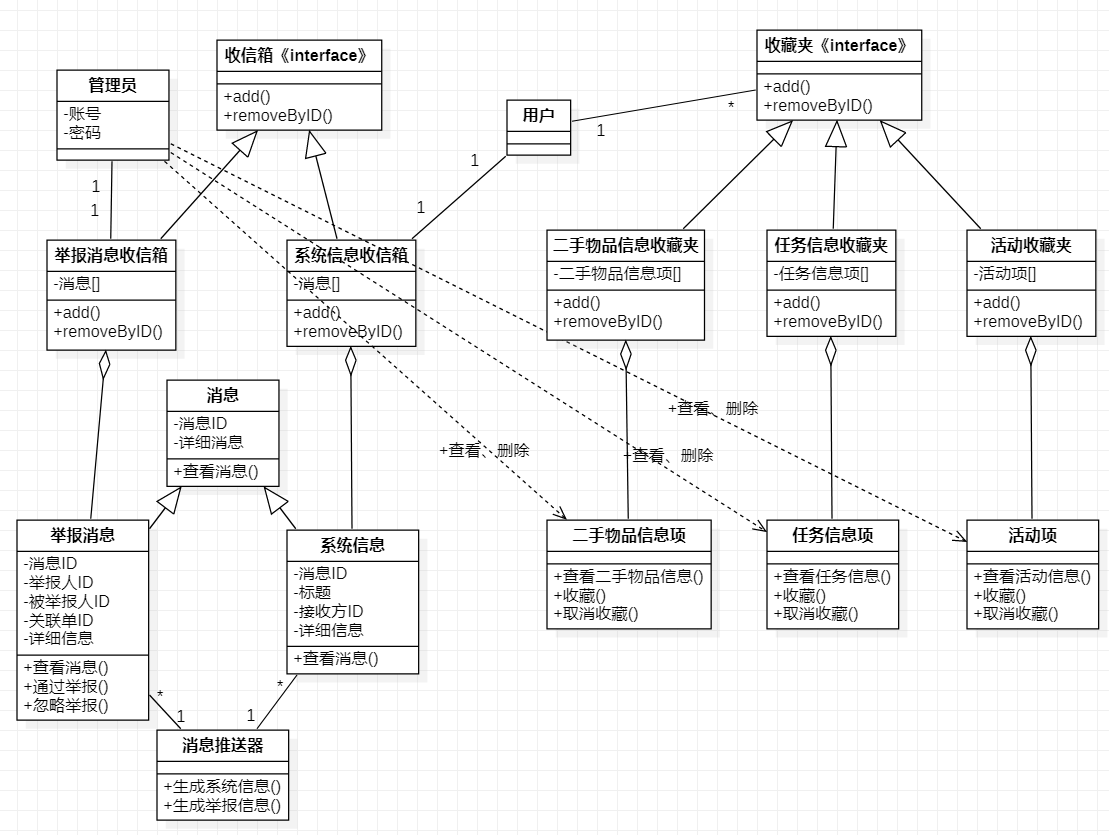 收信箱《interface》
+add()
+removeByID()
收藏夹《interface》
+add()
+removeByID()
管理员
-账号
-密码
用户
1
*
1
1
1
1
举报消息收信箱
-消息[]
+add()
+removeByID()
系统信息收信箱
-消息[]
+add()
+removeByID()
二手物品信息收藏夹
-二手物品信息项[]
+add()
+removeByID()
任务信息收藏夹
-任务信息项[]
+add()
+removeByID()
活动收藏夹
-活动项[]
+add()
+removeByID()
消息
-消息ID
-详细消息
+查看消息()
+查看、删除
+查看、删除
+查看、删除
举报消息
-消息ID
-举报人ID
-被举报人ID
-关联单ID
-详细信息
+查看消息()
+通过举报()
+忽略举报()
系统信息
-消息ID
-标题
-接收方ID
-详细信息
+查看消息()
二手物品信息项
+查看二手物品信息()
+收藏()
+取消收藏()
任务信息项
+查看任务信息()
+收藏()
+取消收藏()
活动项
+查看活动信息()
+收藏()
+取消收藏()
*
1
*
1
消息推送器
+生成系统信息()
+生成举报信息()